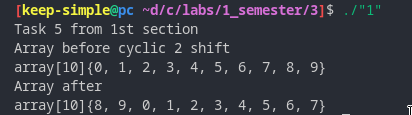 [keep-simple@pc ~d/c/labs/1_semester/3]$ ./"1"
Task 5 from 1st section
Array before cyclic 2 shift
array[10]{0, 1, 2, 3, 4, 5, 6, 7, 8, 9}
Array after
array[10]{8, 9, 0, 1, 2, 3, 4, 5, 6, 7}